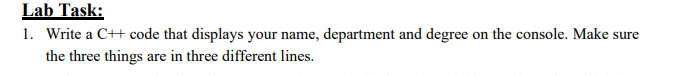 Lab Task:
1. Write a C++ code that displays your name, department and degree on the console. Make sure
the three things are in three different lines.